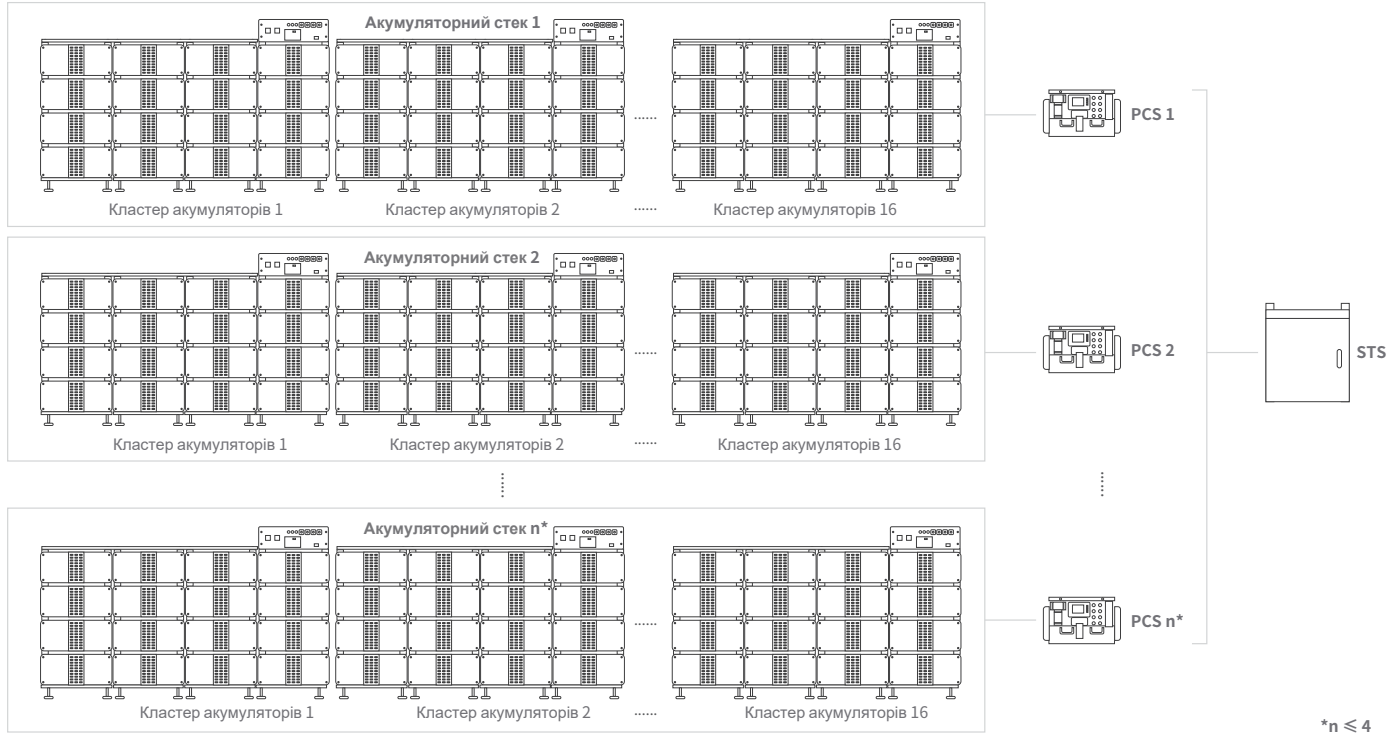 Акумуляторний стек 1
......
PCS 1
Кластер акумуляторів 1
Кластер акумуляторів 2
......
Кластер акумуляторів 16
Акумуляторний стек 2
......
PCS 2
STS
Кластер акумуляторів 1
Кластер акумуляторів 2
......
Кластер акумуляторів 16
......
......
Акумуляторний стек n*
......
PCS n*
Кластер акумуляторів 1
Кластер акумуляторів 2
......
Кластер акумуляторів 16
*n ⩽ 4